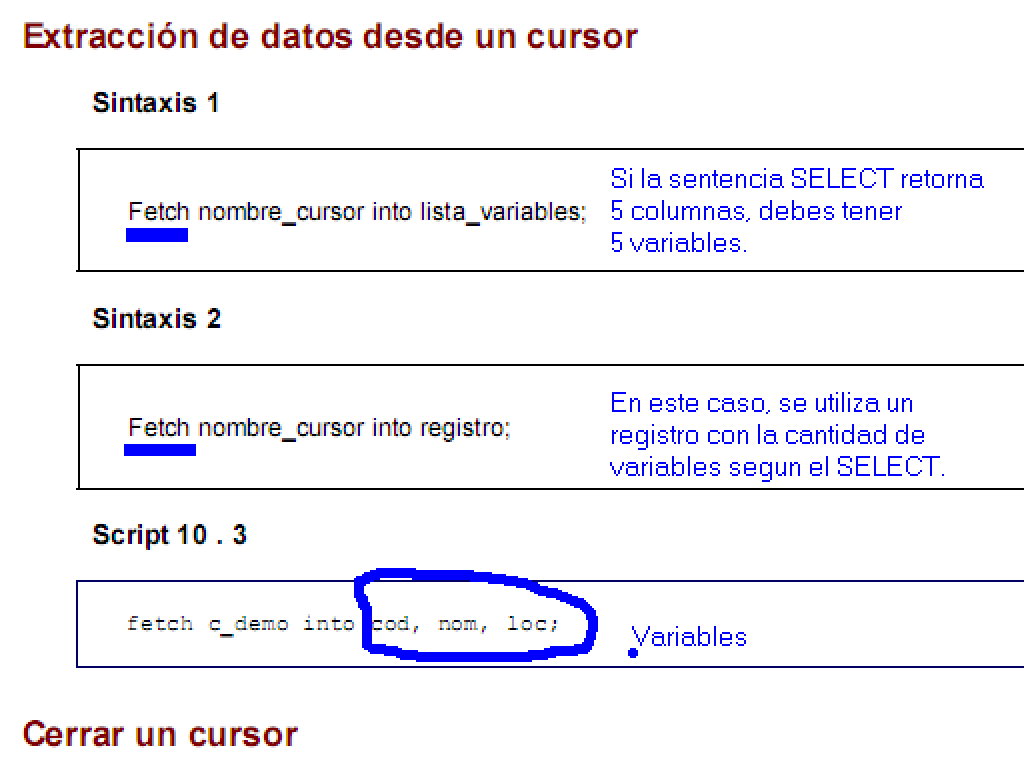 Extracción de datos desde un cursor
Sintaxis 1
Fetch nombre_cursor into lista_variables;
Si la sentencia SELECT retorna
5 columnas, debes tener
5 variables.
Sintaxis 2
Fetch nombre_cursor into registro;
En este caso, se utiliza un
registro con la cantidad de
variables segun el SELECT.
Script 10 . 3
fetch c_demo into cod, nom, loc;
Variables
Cerrar un cursor